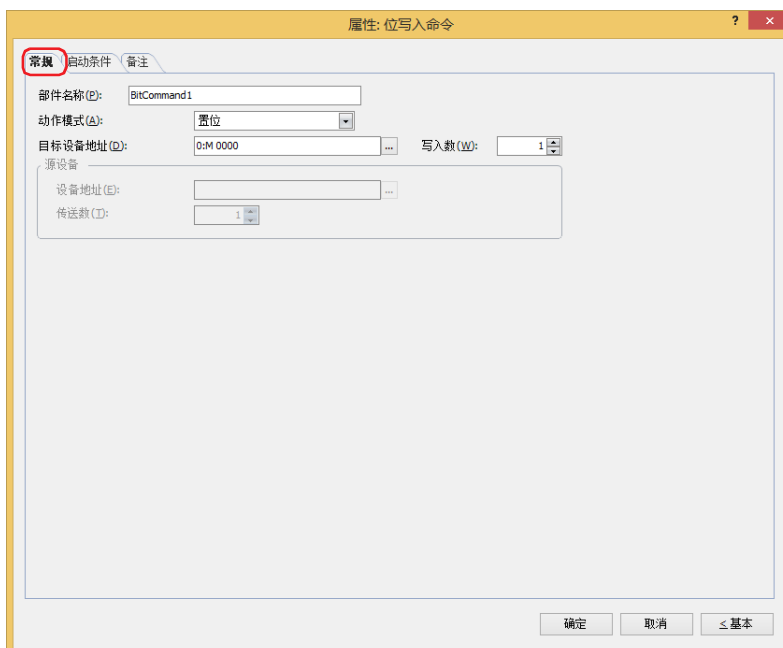 属性: 位写入命令 ? ×
常规 启动条件 备注
部件名称(P): BitCommand1
动作模式(A): 置位
目标设备地址(D): 0:M 0000 ... 写入数(W): 1
源设备
设备地址(E): ...
传送数(T): 1
确定 取消 ≤基本